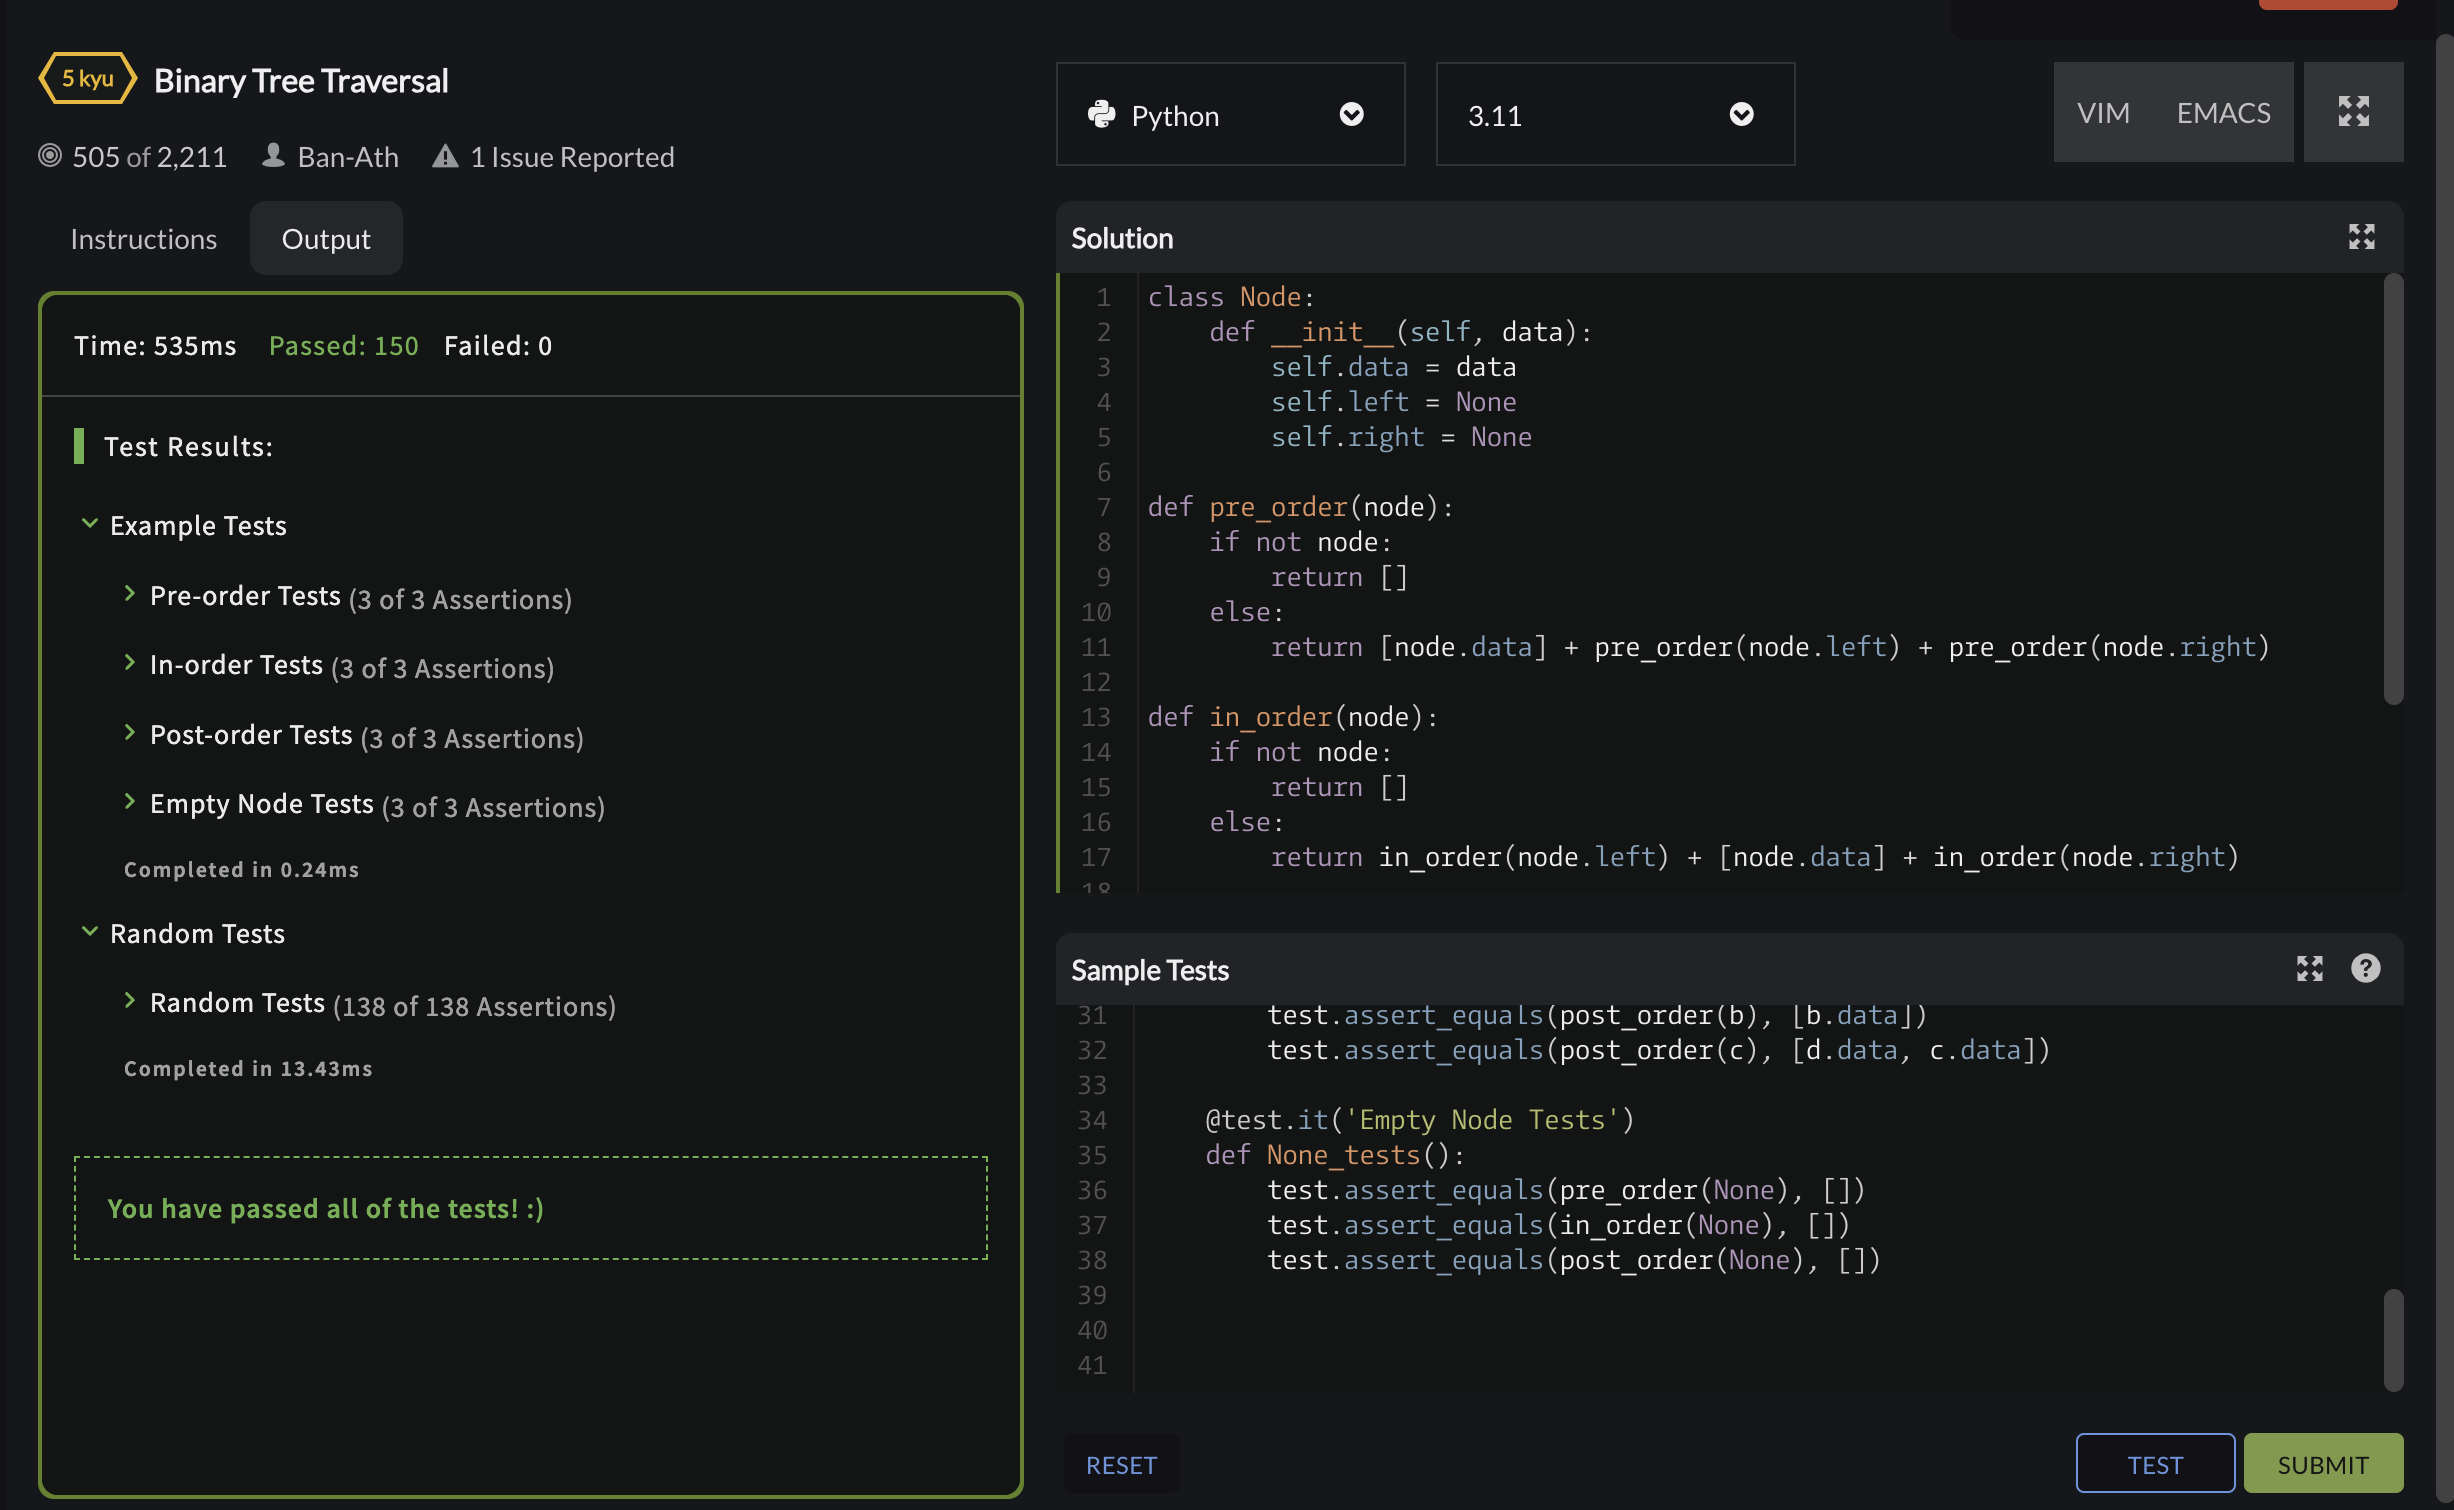 5 kyu Binary Tree Traversal
505 of 2,211 Ban-Ath 1 Issue Reported
Instructions Output
Time: 535ms Passed: 150 Failed: 0
Test Results:
Example Tests
Pre-order Tests (3 of 3 Assertions)
In-order Tests (3 of 3 Assertions)
Post-order Tests (3 of 3 Assertions)
Empty Node Tests (3 of 3 Assertions)
Completed in 0.24ms
Random Tests
Random Tests (138 of 138 Assertions)
Completed in 13.43ms
You have passed all of the tests! :)
Python 3.11 VIM EMACS
Solution
1 class Node:
2     def __init__(self, data):
3         self.data = data
4         self.left = None
5         self.right = None
6
7 def pre_order(node):
8     if not node:
9         return []
10     else:
11         return [node.data] + pre_order(node.left) + pre_order(node.right)
12
13 def in_order(node):
14     if not node:
15         return []
16     else:
17         return in_order(node.left) + [node.data] + in_order(node.right)
18
Sample Tests
31         test.assert_equals(post_order(b), [b.data])
32         test.assert_equals(post_order(c), [d.data, c.data])
33
34     @test.it('Empty Node Tests')
35     def None_tests():
36         test.assert_equals(pre_order(None), [])
37         test.assert_equals(in_order(None), [])
38         test.assert_equals(post_order(None), [])
39
40
41
RESET TEST SUBMIT